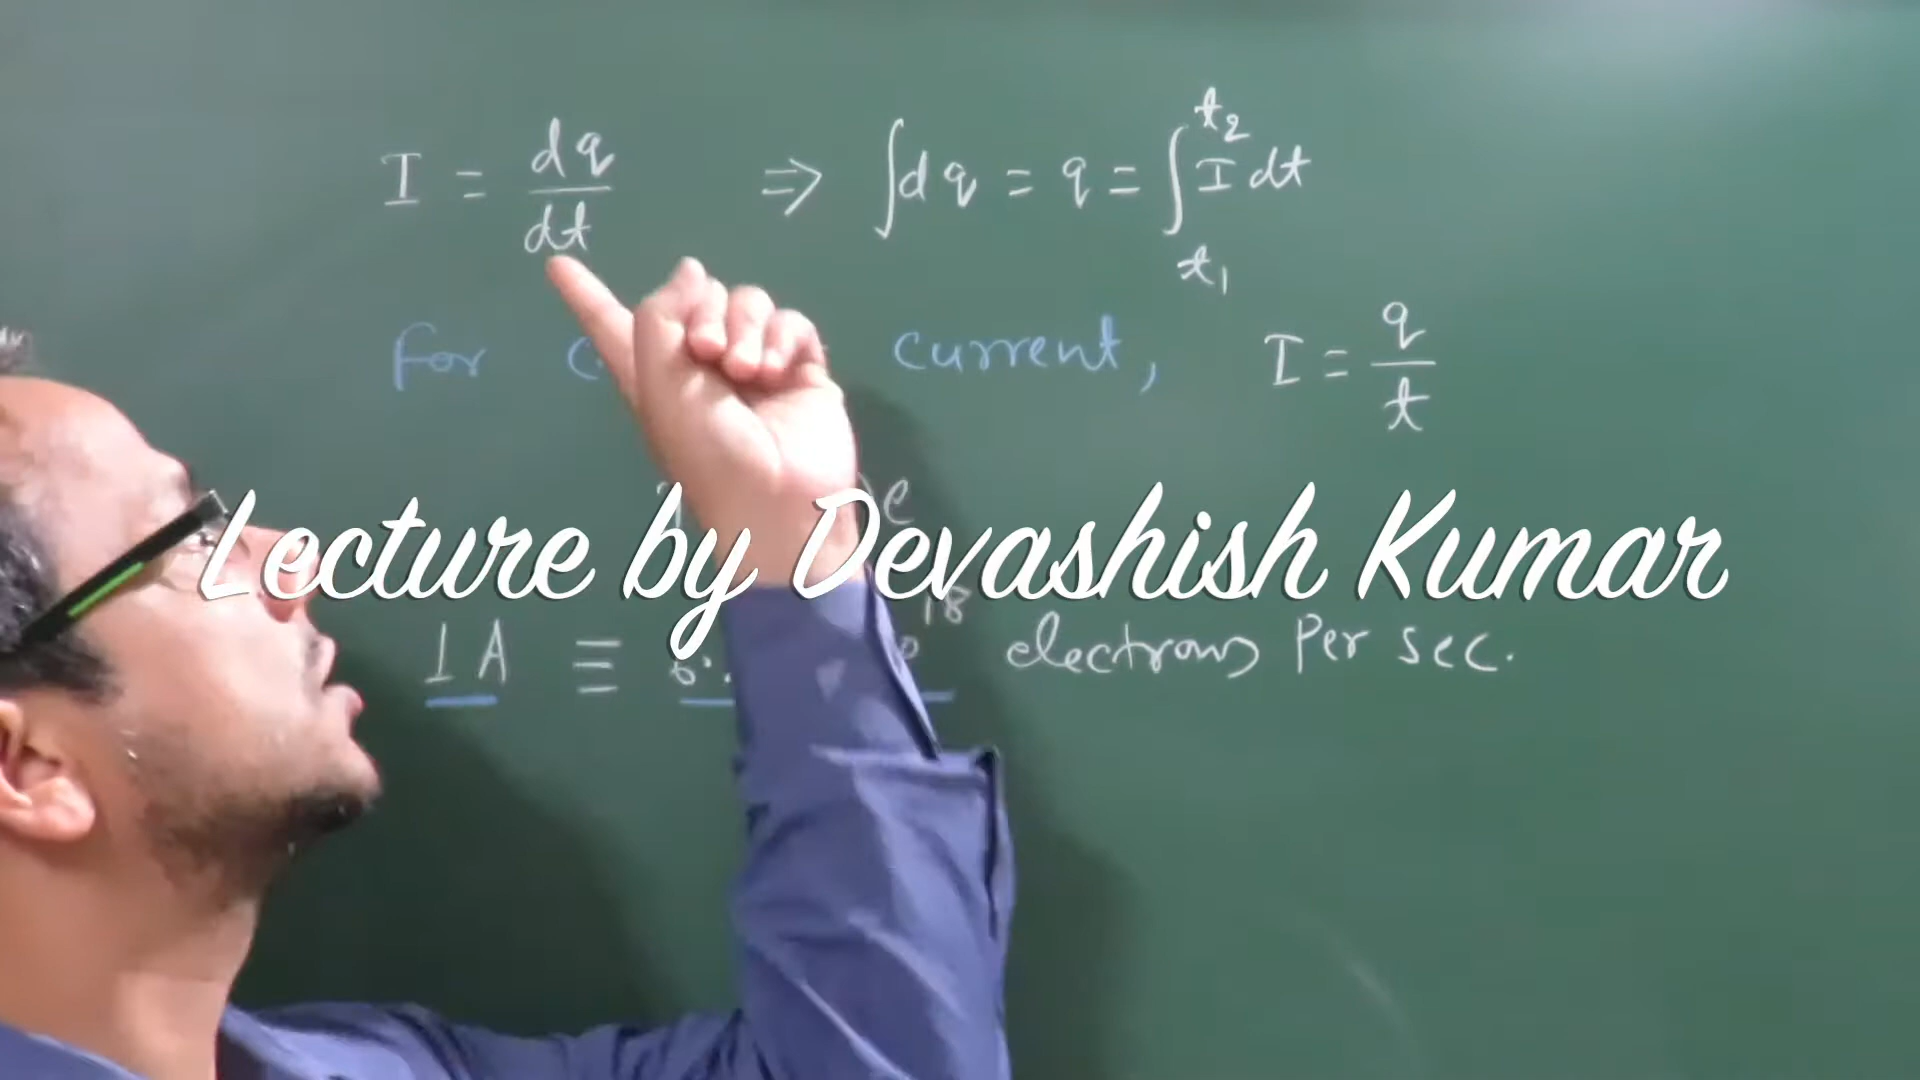 I = dq/dt ⇒ ∫dq = q = ∫_{t₁}^{t₂} I dt
For current, I = q/t
Lecture by Devashish Kumar
1 A ≡ 18 electrons Per sec.